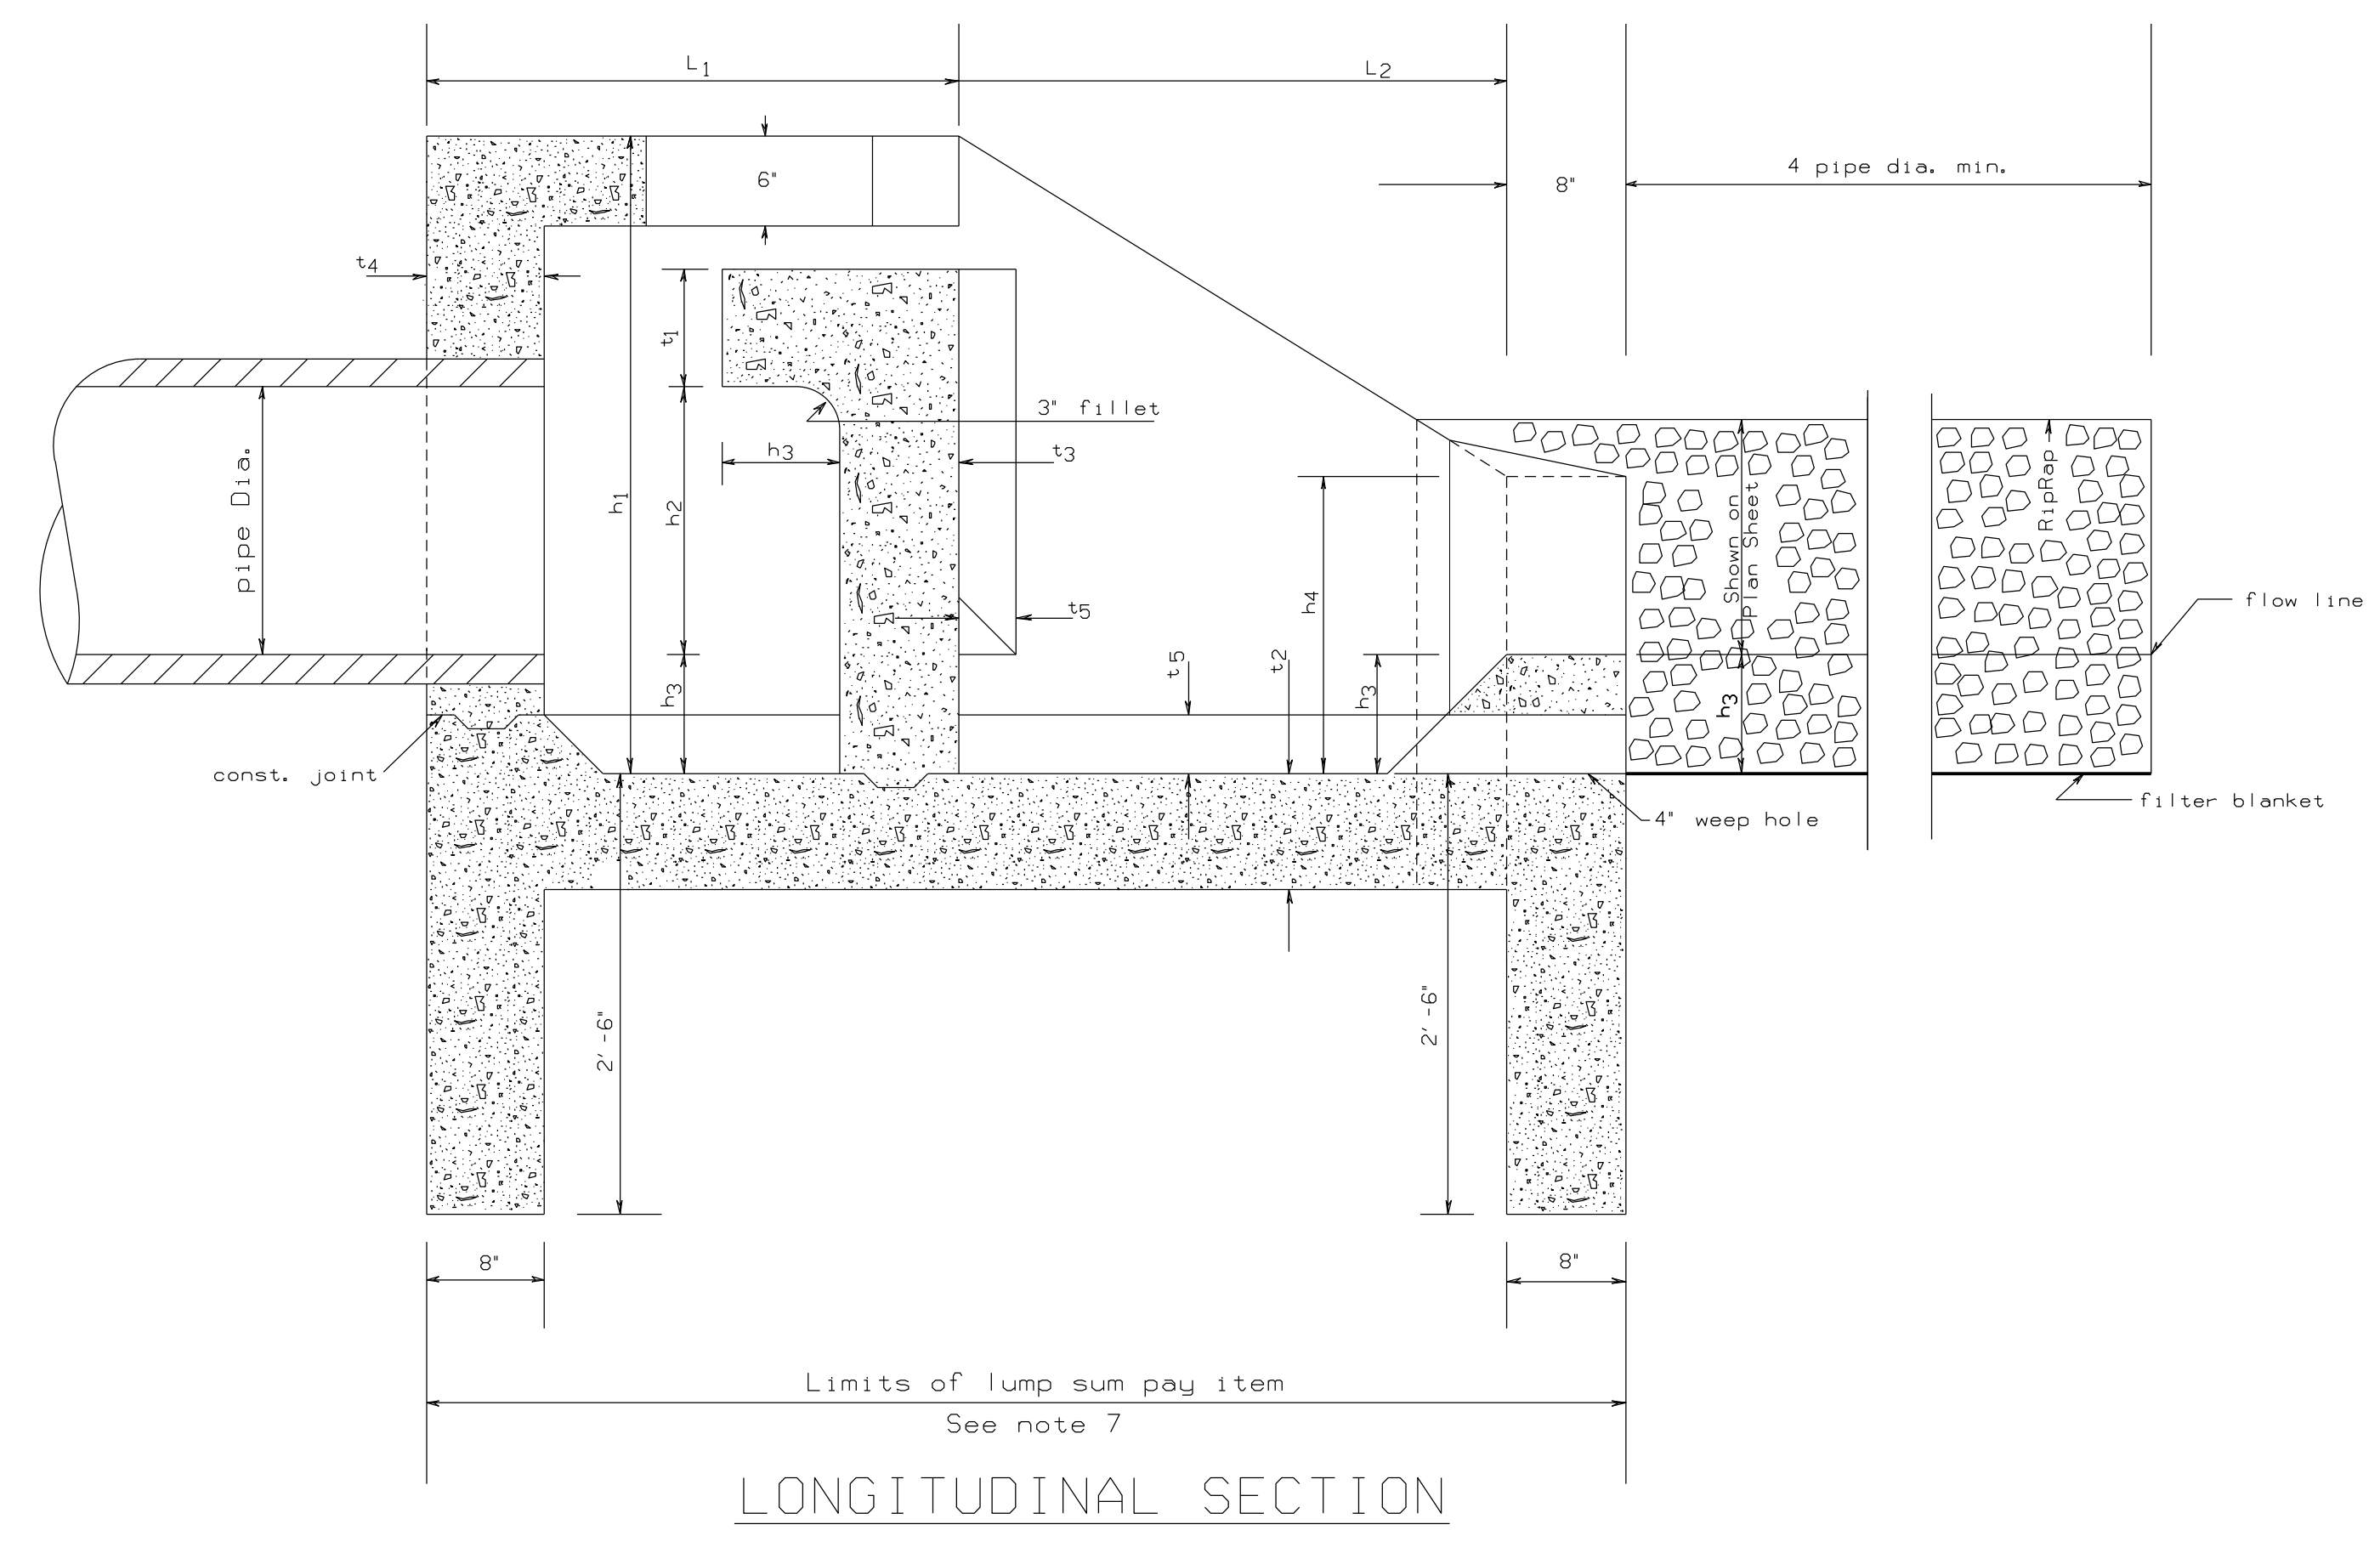 L1
L2
6"
8"
4 pipe dia. min.
t4
t1
3" fillet
h3
t3
pipe Dia.
h1
h2
Shown on
Plan Sheet
RipRap
h4
t5
flow line
t5
t2
h3
h3
h3
const. joint
4" weep hole
filter blanket
2'-6"
2'-6"
8"
8"
Limits of lump sum pay item
See note 7
LONGITUDINAL SECTION